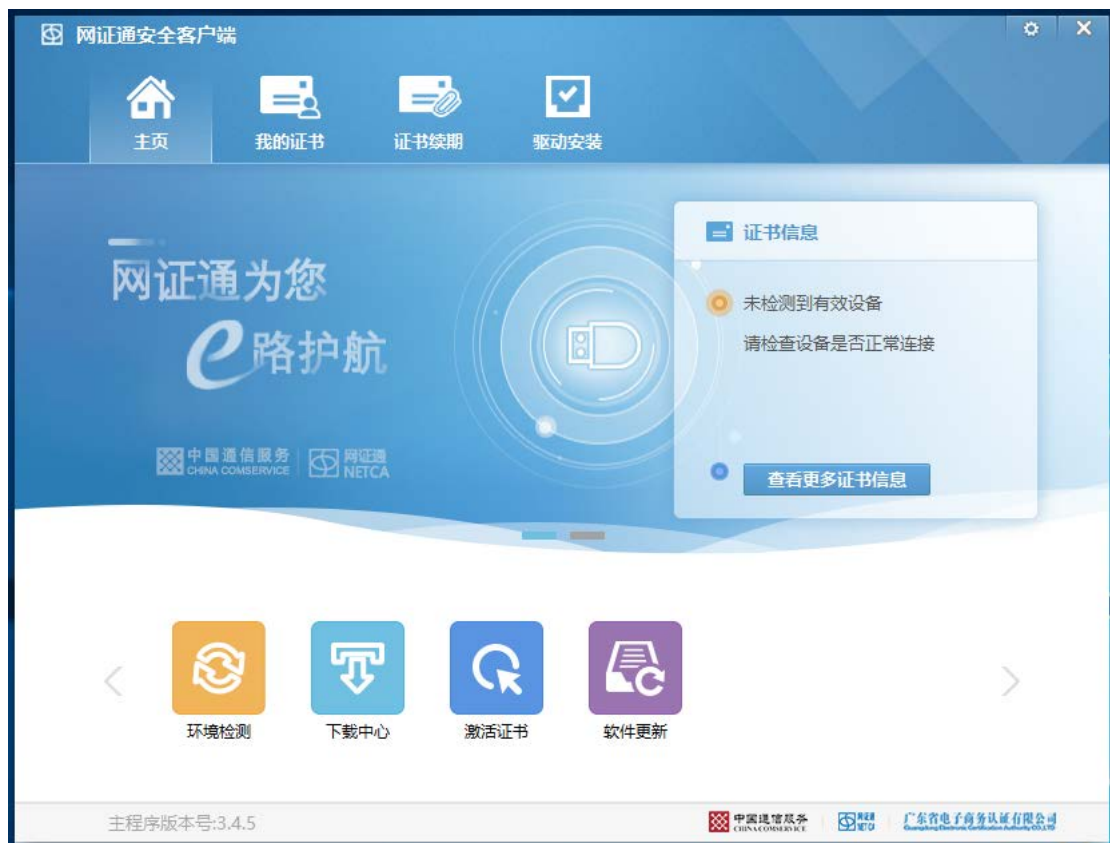 网证通安全客户端
主页
我的证书
证书续期
驱动安装
网证通为您
e路护航
中国通信服务
CHINA COMSERVICE
网证通
NETCA
证书信息
未检测到有效设备
请检查设备是否正常连接
查看更多证书信息
环境检测
下载中心
激活证书
软件更新
主程序版本号:3.4.5
中国通信服务
CHINA COMSERVICE
网证通
NETCA
广东省电子商务认证有限公司